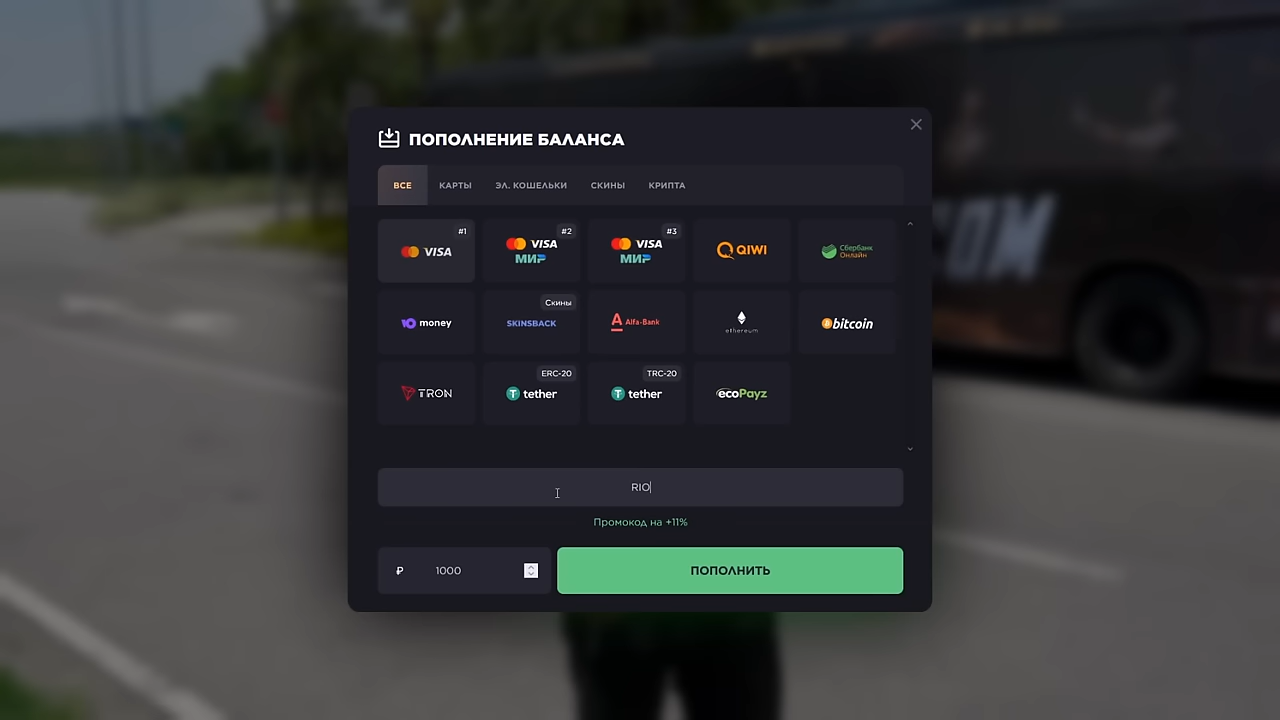 ПОПОЛНЕНИЕ БАЛАНСА
ВСЕ КАРТЫ ЭЛ. КОШЕЛЬКИ СКИНЫ КРИПТА
#1 VISA
#2 VISA МИР
#3 VISA МИР
QIWI
Сбербанк
Онлайн
Ю money
Скины SKINSBACK
A Alfa-Bank
ethereum
bitcoin
TRON
ERC-20 tether
TRC-20 tether
ecoPayz
RIO
Промокод на +11%
₽ 1000 ПОПОЛНИТЬ